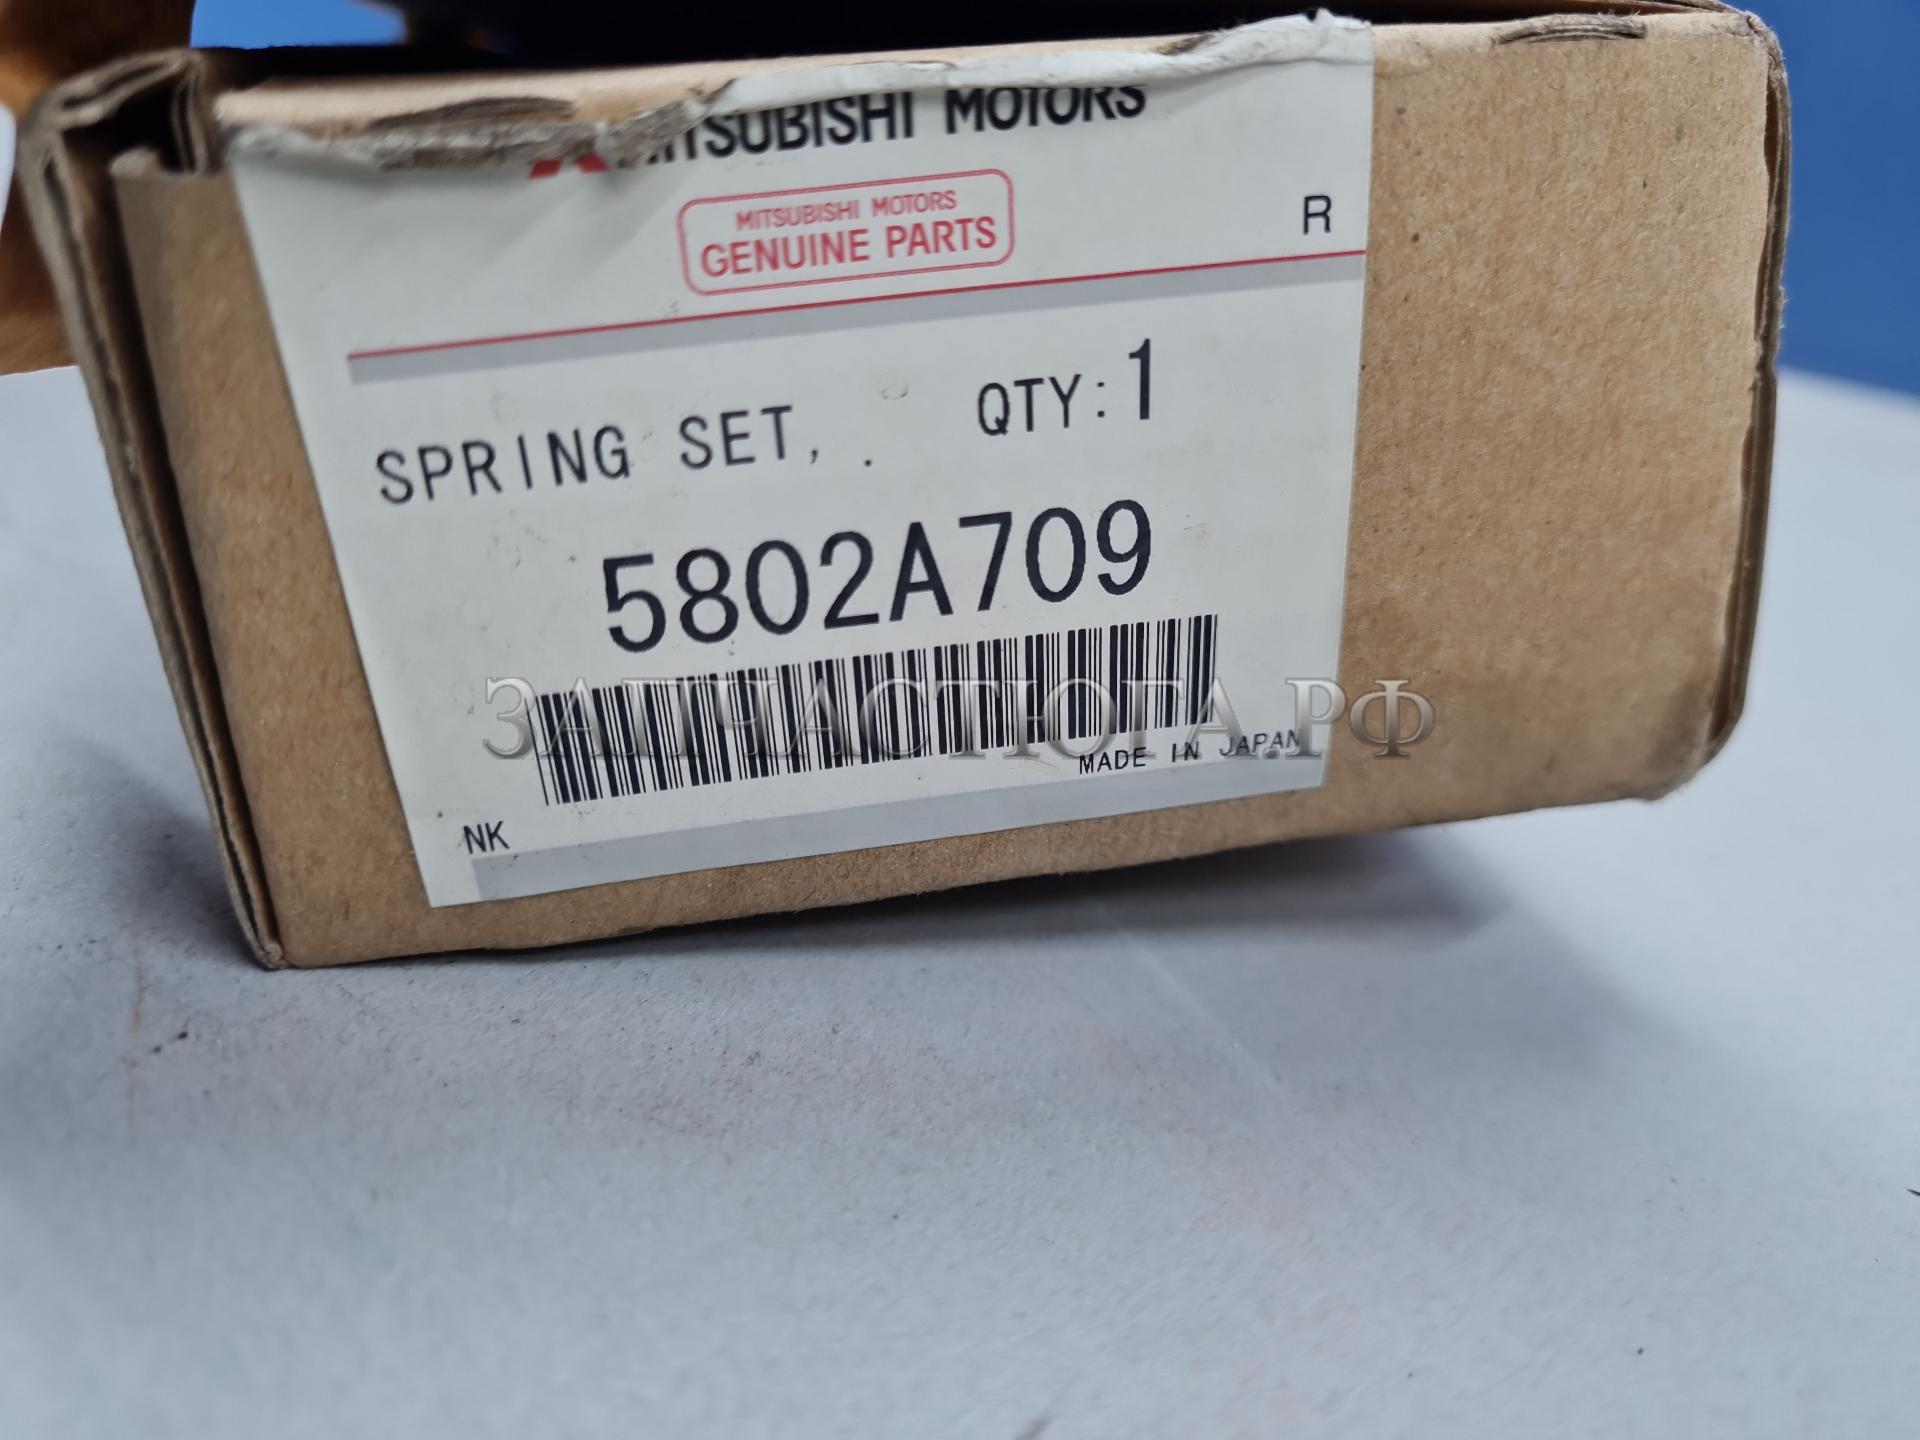 MITSUBISHI MOTORS
MITSUBISHI MOTORS
GENUINE PARTS
R
SPRING SET, . QTY:1
5802A709
ЗАПЧАСТЮГА.РФ
MADE IN JAPAN
NK